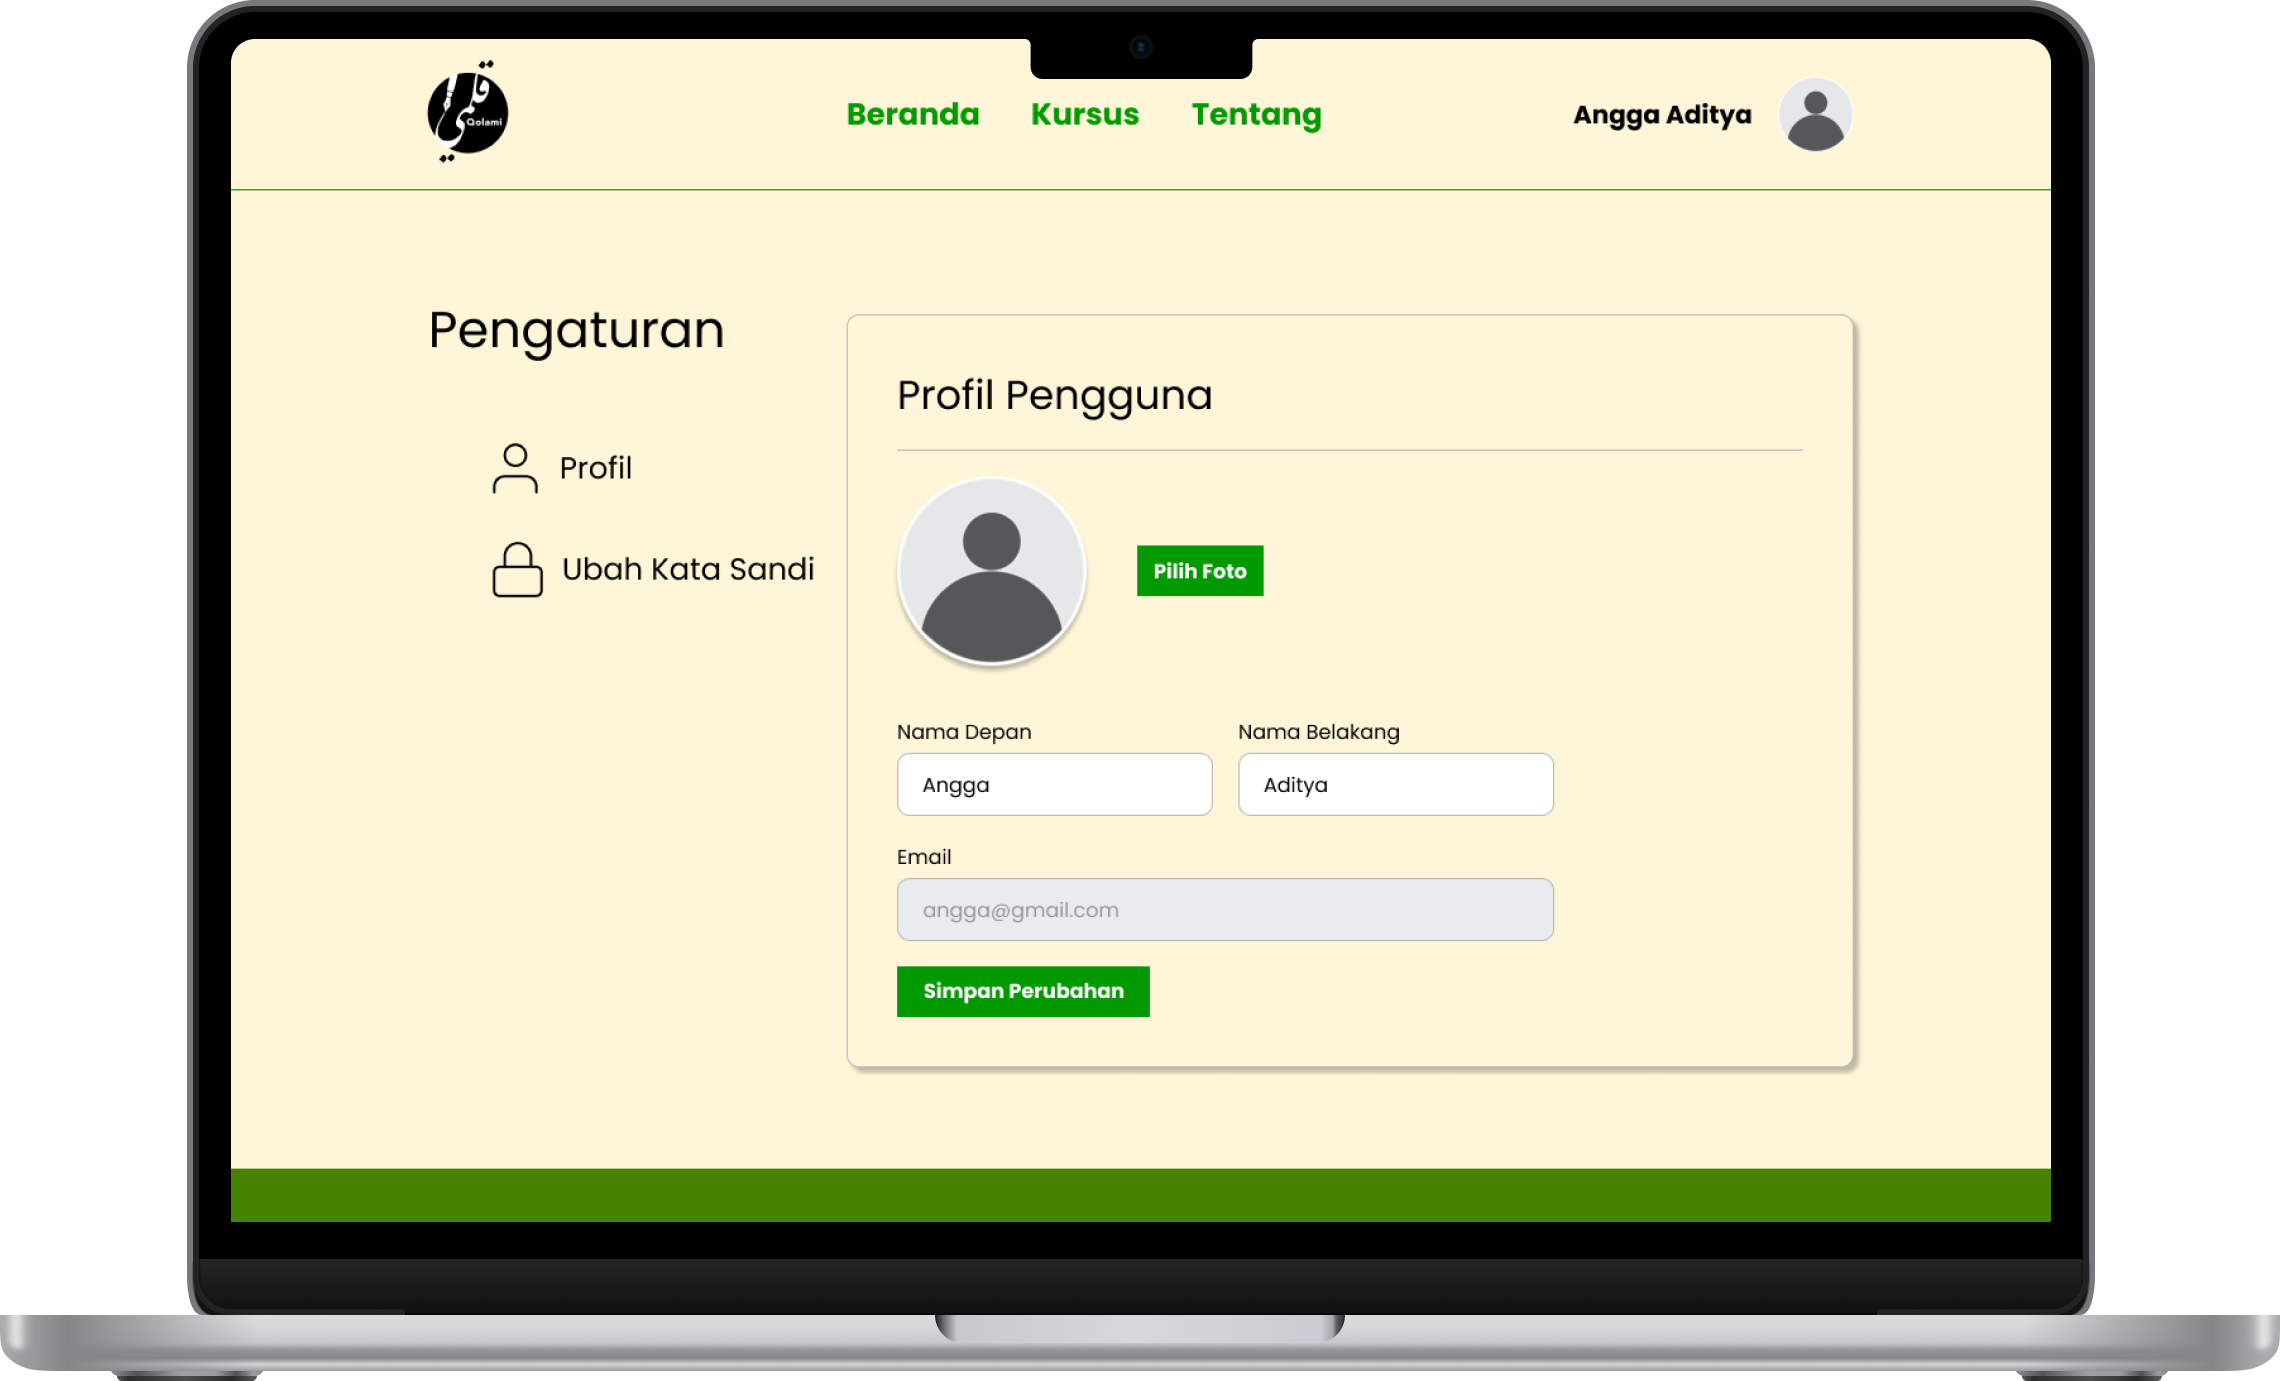 قلمي
Qolami
Beranda Kursus Tentang
Angga Aditya
Pengaturan
Profil
Ubah Kata Sandi
Profil Pengguna
Pilih Foto
Nama Depan Nama Belakang
Angga Aditya
Email
angga@gmail.com
Simpan Perubahan